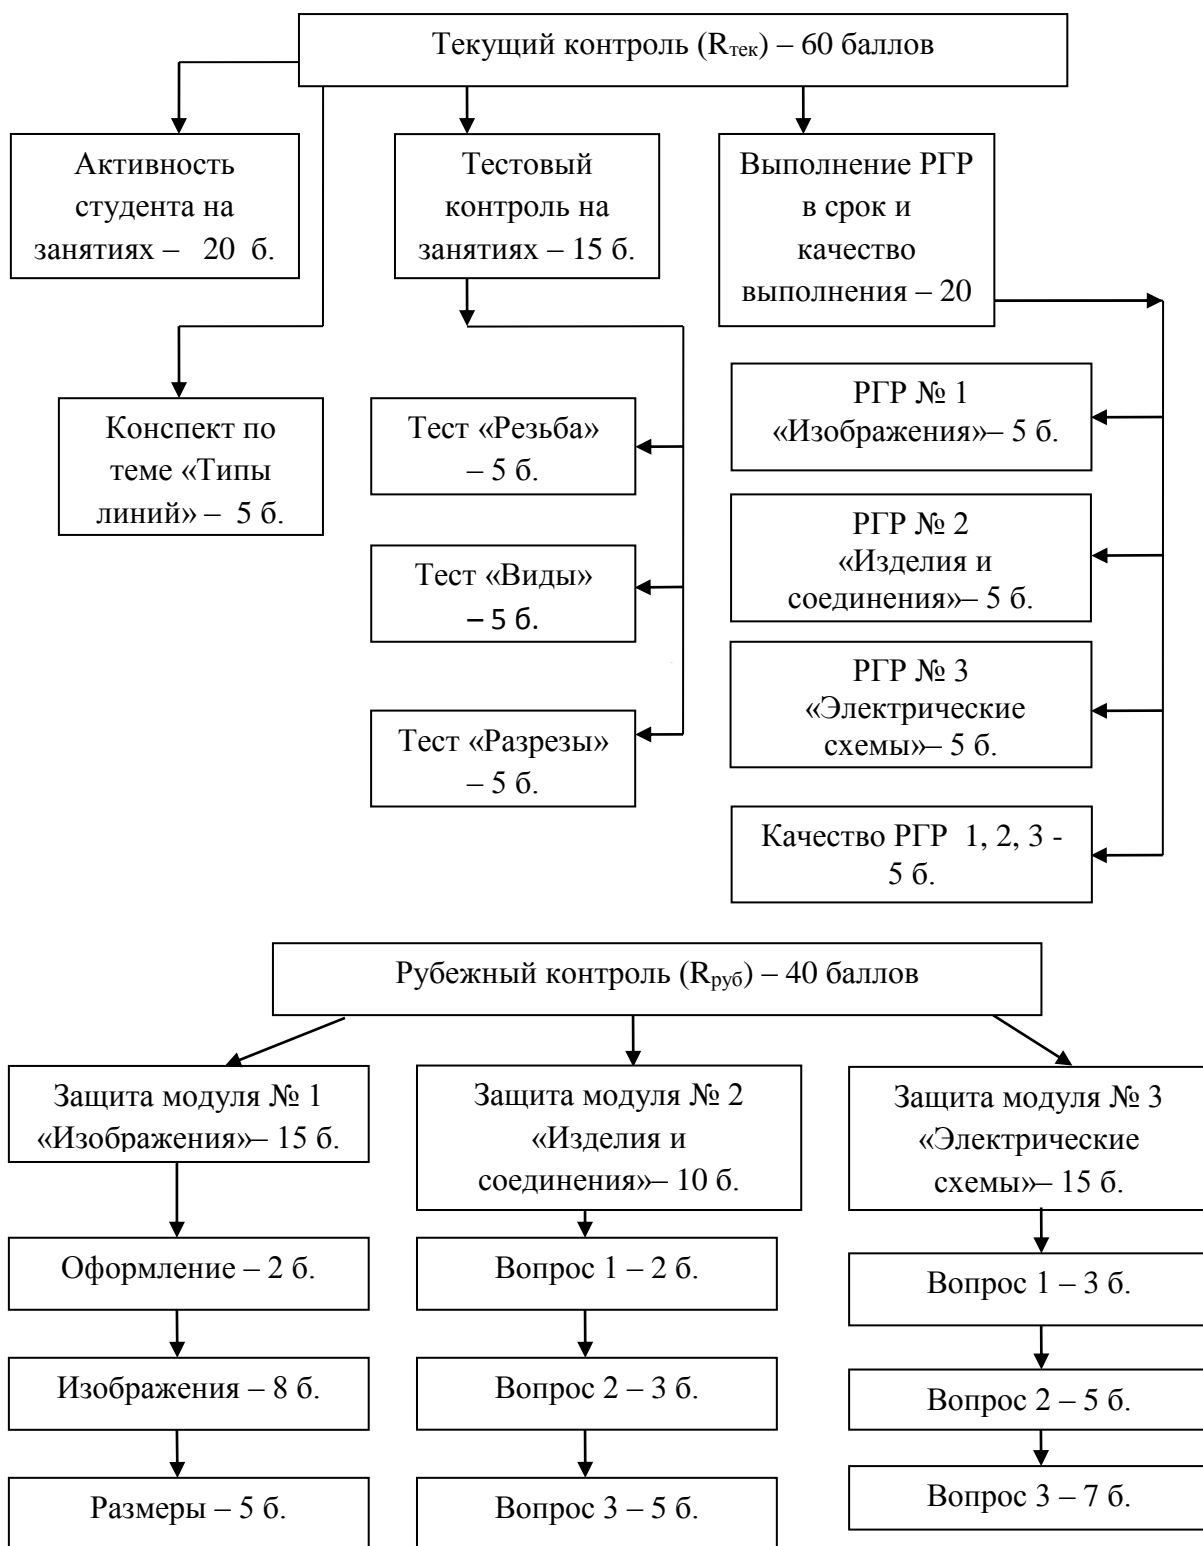 Текущий контроль (Rтек) – 60 баллов
Активность
студента на
занятиях – 20 б.
Тестовый
контроль на
занятиях – 15 б.
Выполнение РГР
в срок и
качество
выполнения – 20
Конспект по
теме «Типы
линий» – 5 б.
Тест «Резьба»
– 5 б.
Тест «Виды»
– 5 б.
Тест «Разрезы»
– 5 б.
РГР № 1
«Изображения»– 5 б.
РГР № 2
«Изделия и
соединения»– 5 б.
РГР № 3
«Электрические
схемы»– 5 б.
Качество РГР 1, 2, 3 -
5 б.
Рубежный контроль (Rруб) – 40 баллов
Защита модуля № 1
«Изображения»– 15 б.
Оформление – 2 б.
Изображения – 8 б.
Размеры – 5 б.
Защита модуля № 2
«Изделия и
соединения»– 10 б.
Вопрос 1 – 2 б.
Вопрос 2 – 3 б.
Вопрос 3 – 5 б.
Защита модуля № 3
«Электрические
схемы»– 15 б.
Вопрос 1 – 3 б.
Вопрос 2 – 5 б.
Вопрос 3 – 7 б.